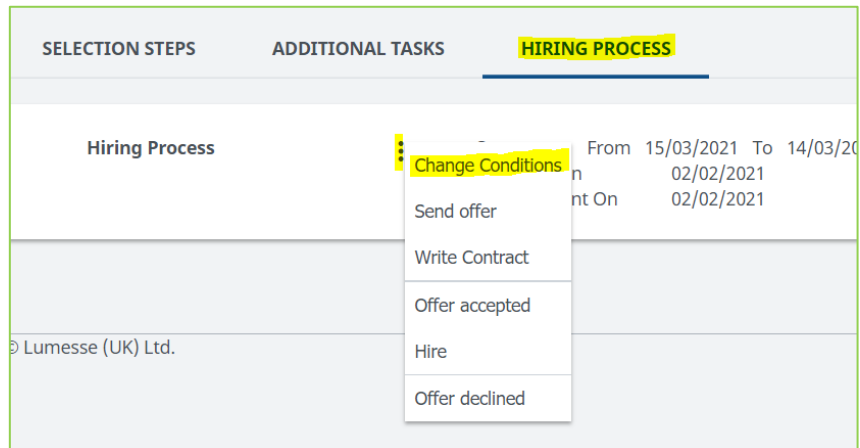 SELECTION STEPS ADDITIONAL TASKS HIRING PROCESS
Hiring Process From 15/03/2021 To
Change Conditions 02/02/2021
Send offer nt On 02/02/2021
Write Contract
Offer accepted
© Lumesse (UK) Ltd.
Hire
Offer declined